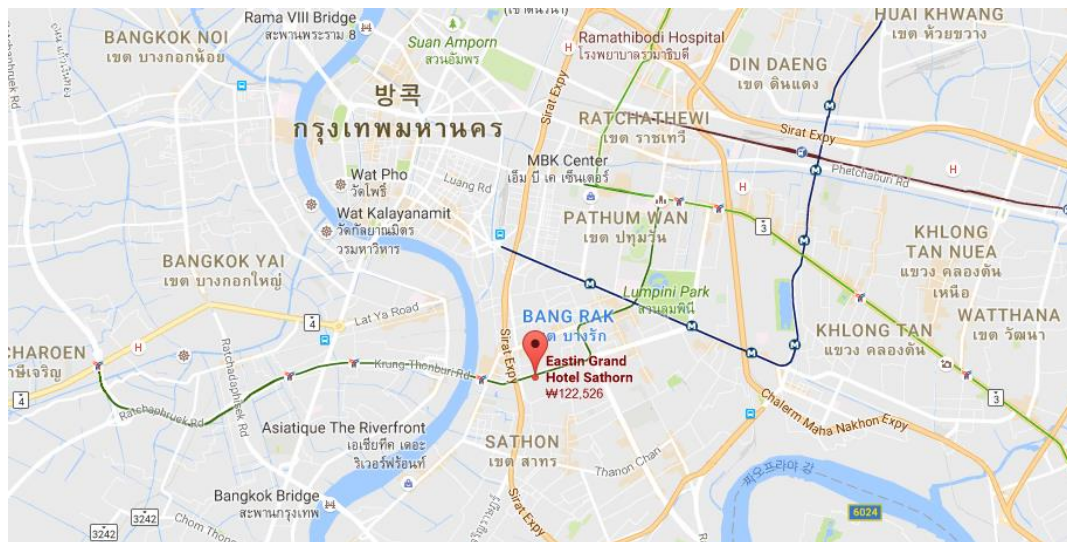 Rama VIII Bridge
สะพานพระราม 8
BANGKOK NOI
เขต บางกอกน้อย
Suan Amporn
สวนอัมพร
Ramathibodi Hospital
โรงพยาบาลรามาธิบดี
HUAI KHWANG
เขต ห้วยขวาง
DIN DAENG
เขต ดินแดง
Sirat Expy
방콕
กรุงเทพมหานคร
RATCHATHEWI
เขต ราชเทวี
Sirat Expy
MBK Center
เอ็ม บี เค เซ็นเตอร์
Phetchaburi Rd
Wat Pho
วัดโพธิ์
Luang Rd
Wat Kalayanamit
วัดกัลยาณมิตร
วรมหาวิหาร
PATHUM WAN
เขต ปทุมวัน
3
KHLONG
TAN NUEA
แขวง คลองตัน
เหนือ
BANGKOK YAI
เขต บางกอกใหญ่
Lumpini Park
สวนลุมพินี
BANG RAK
เขต บางรัก
4
Lat Ya Road
WATTHANA
เขต วัฒนา
KHLONG TAN
แขวง คลองตัน
CHAROEN
าษีเจริญ
Ratchadaphisek Rd
Krung Thonburi Rd
Sirat Expy
Eastin Grand
Hotel Sathorn
₩122,526
4
3
Ratchaphruek Rd
Chalerm Maha Nakhon Expy
Asiatique The Riverfront
เอเชียทีค เดอะ
ริเวอร์ฟร้อนท์
SATHON
เขต สาทร
Thanon Chan
짜오프라야 강
Bangkok Bridge
สะพานกรุงเทพ
Sirat Expy
6024
3242
3242
Chom Thong